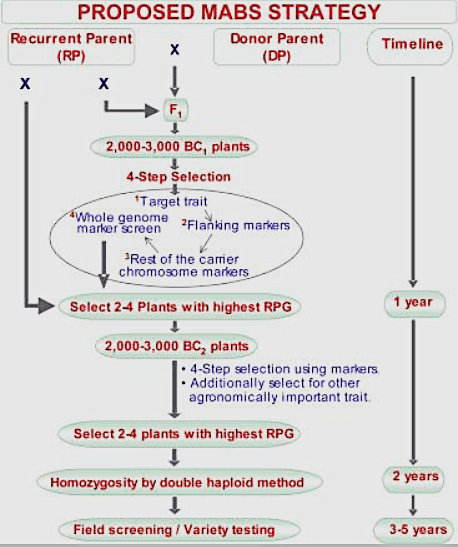 PROPOSED MABS STRATEGY
Recurrent Parent
(RP)
X
Donor Parent
(DP)
Timeline
X
X
F1
2,000-3,000 BC1 plants
4-Step Selection
1Target trait
4Whole genome
marker screen
2Flanking markers
3Rest of the carrier
chromosome markers
Select 2-4 Plants with highest RPG
1 year
2,000-3,000 BC2 plants
• 4-Step selection using markers.
• Additionally select for other
agronomically important trait.
Select 2-4 plants with highest RPG
Homozygosity by double haploid method
2 years
Field screening / Variety testing
3-5 years